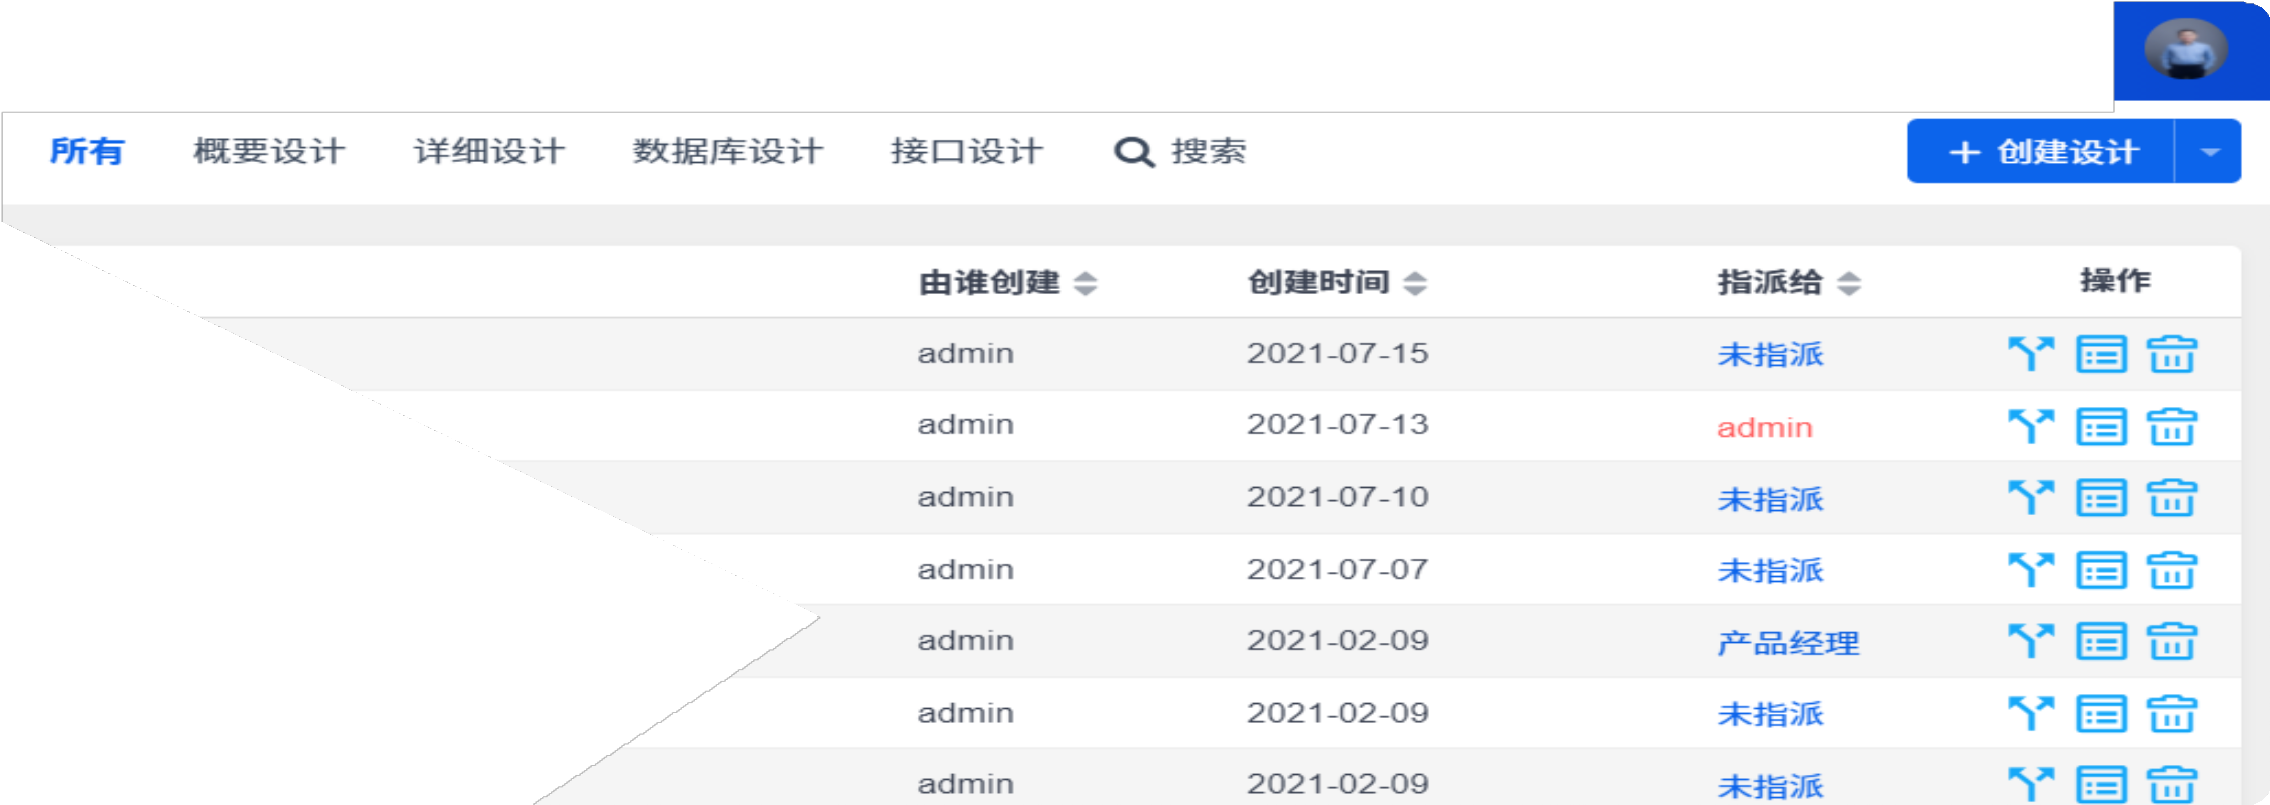 所有 概要设计 详细设计 数据库设计 接口设计 搜索 + 创建设计
由谁创建 创建时间 指派给 操作
admin 2021-07-15 未指派
admin 2021-07-13 admin
admin 2021-07-10 未指派
admin 2021-07-07 未指派
admin 2021-02-09 产品经理
admin 2021-02-09 未指派
admin 2021-02-09 未指派